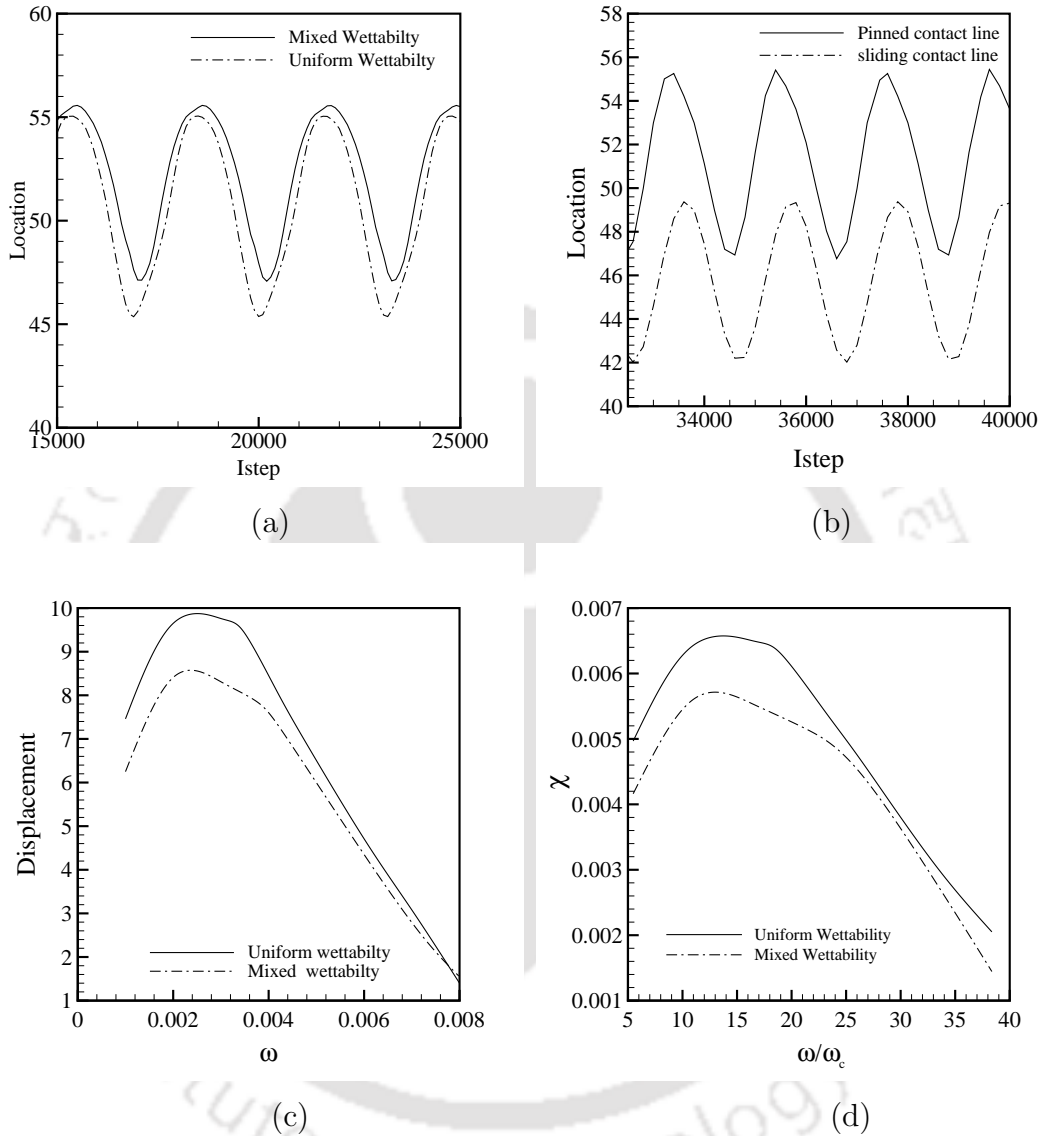 60
55
50
45
40
Location
Mixed Wettabilty
Uniform Wettabilty
15000 20000 25000
Istep
(a)
58
56
54
52
50
48
46
44
42
40
Location
Pinned contact line
sliding contact line
34000 36000 38000 40000
Istep
(b)
10
9
8
7
6
5
4
3
2
1
Displacement
Uniform wettabilty
Mixed wettabilty
0 0.002 0.004 0.006 0.008
ω
(c)
0.007
0.006
0.005
0.004
0.003
0.002
0.001
χ
Uniform Wettability
Mixed Wettability
5 10 15 20 25 30 35 40
ω/ωc
(d)